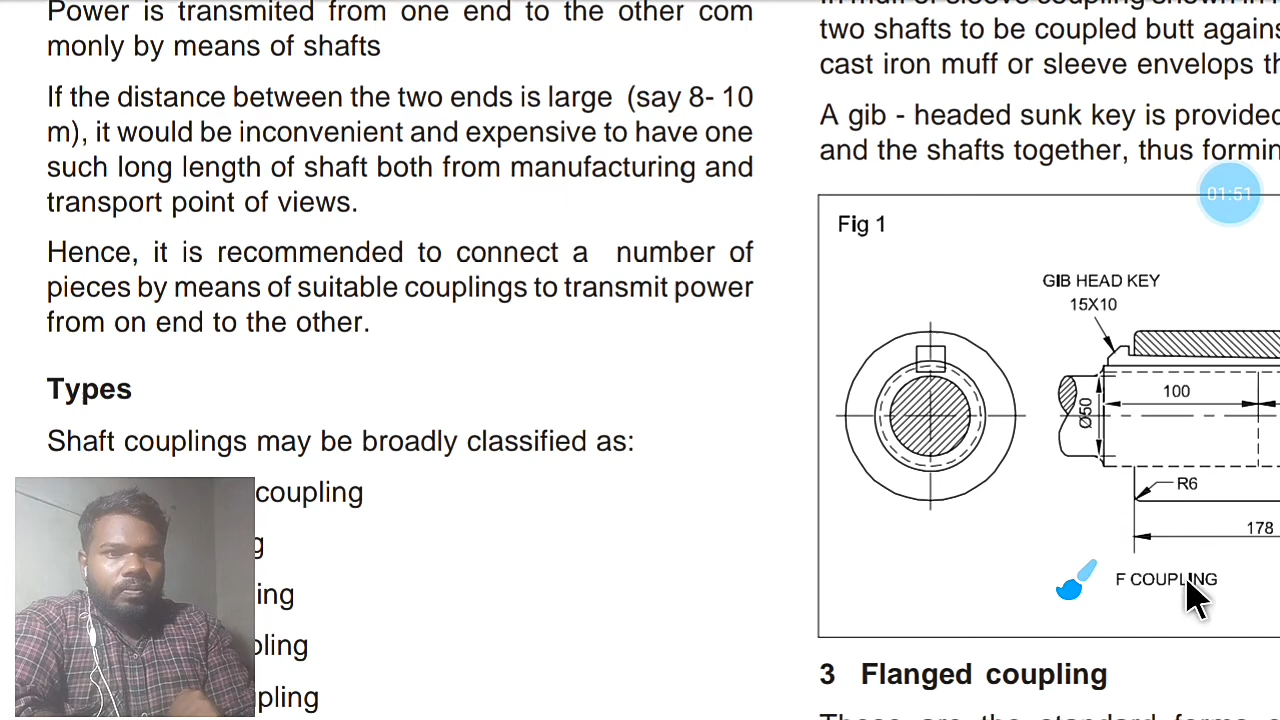 Power is transmited from one end to the other com
monly by means of shafts
If the distance between the two ends is large (say 8- 10
m), it would be inconvenient and expensive to have one
such long length of shaft both from manufacturing and
transport point of views.
Hence, it is recommended to connect a number of
pieces by means of suitable couplings to transmit power
from on end to the other.
Types
Shaft couplings may be broadly classified as:
coupling
two shafts to be coupled butt
cast iron muff or sleeve envelops
A gib - headed sunk key is provided
and the shafts together, thus
01:51
Fig 1
GIB HEAD KEY
15X10
100
Ø50
R6
178
F COUPLING
3 Flanged coupling